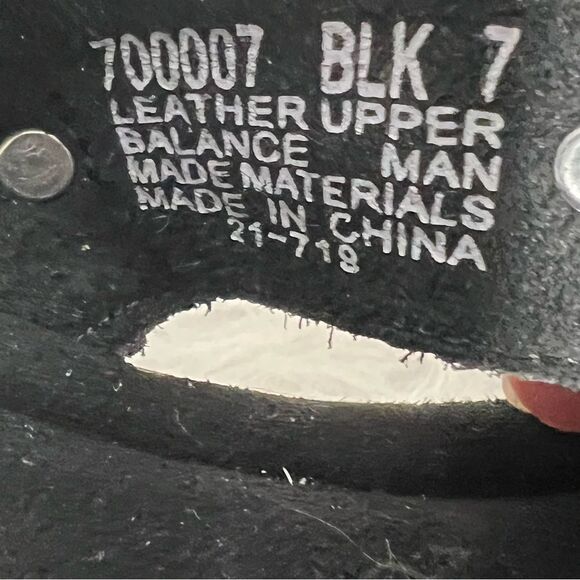 700007 BLK 7
LEATHER UPPER
BALANCE MAN
MADE MATERIALS
MADE IN CHINA
21-718